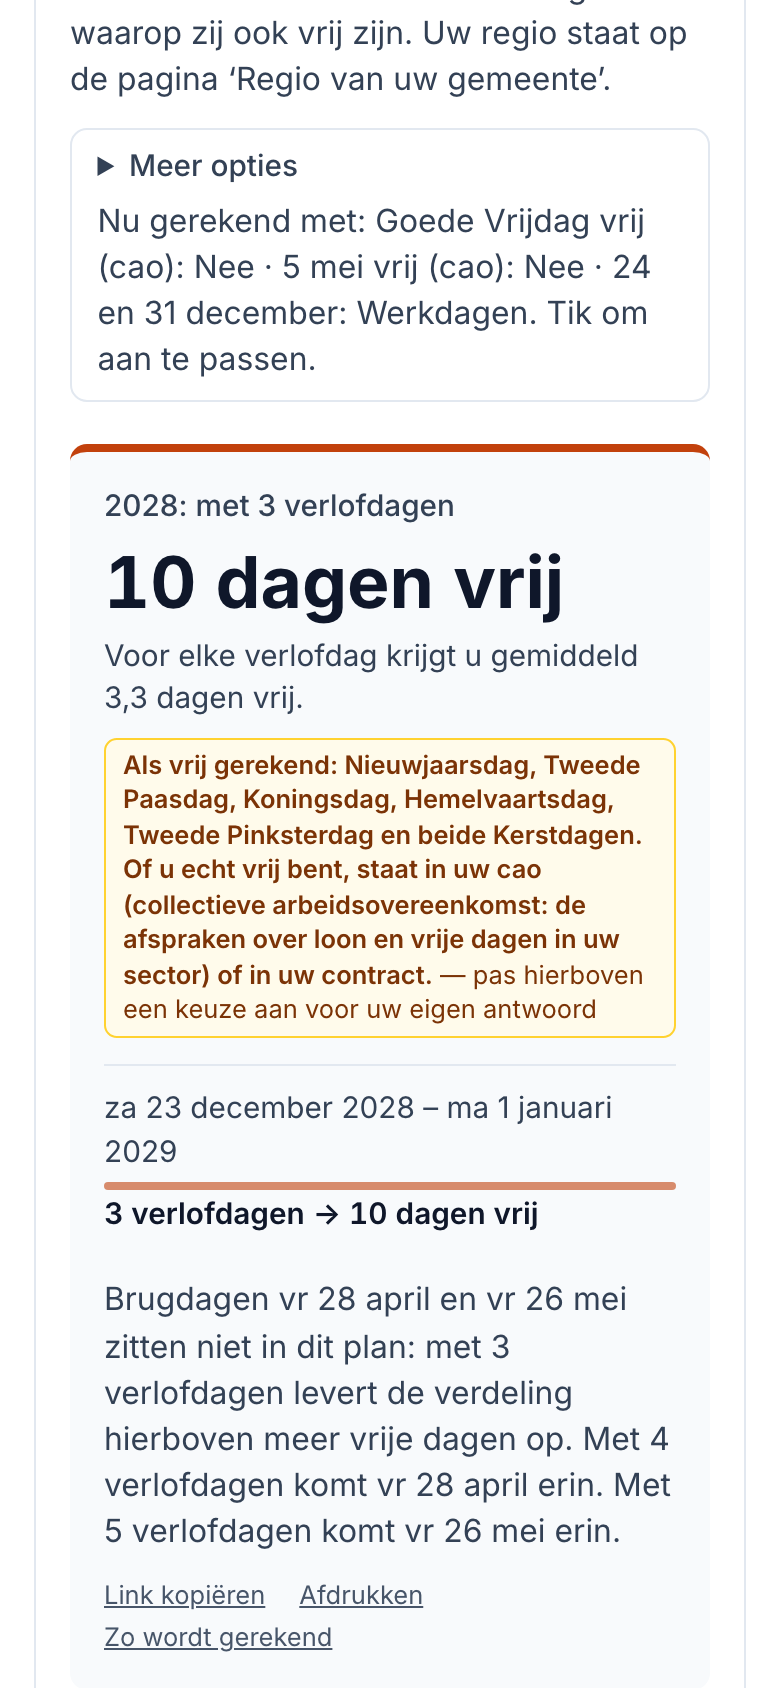 waarop zij ook vrij zijn. Uw regio staat op
de pagina ‘Regio van uw gemeente’.
▶ Meer opties
Nu gerekend met: Goede Vrijdag vrij
(cao): Nee · 5 mei vrij (cao): Nee · 24
en 31 december: Werkdagen. Tik om
aan te passen.
2028: met 3 verlofdagen
10 dagen vrij
Voor elke verlofdag krijgt u gemiddeld
3,3 dagen vrij.
Als vrij gerekend: Nieuwjaarsdag, Tweede
Paasdag, Koningsdag, Hemelvaartsdag,
Tweede Pinksterdag en beide Kerstdagen.
Of u echt vrij bent, staat in uw cao
(collectieve arbeidsovereenkomst: de
afspraken over loon en vrije dagen in uw
sector) of in uw contract. — pas hierboven
een keuze aan voor uw eigen antwoord
za 23 december 2028 – ma 1 januari
2029
3 verlofdagen → 10 dagen vrij
Brugdagen vr 28 april en vr 26 mei
zitten niet in dit plan: met 3
verlofdagen levert de verdeling
hierboven meer vrije dagen op. Met 4
verlofdagen komt vr 28 april erin. Met
5 verlofdagen komt vr 26 mei erin.
Link kopiëren Afdrukken
Zo wordt gerekend